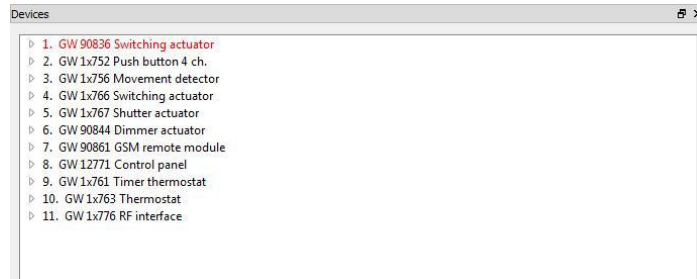 Devices
1. GW 90836 Switching actuator
2. GW 1x752 Push button 4 ch.
3. GW 1x756 Movement detector
4. GW 1x766 Switching actuator
5. GW 1x767 Shutter actuator
6. GW 90844 Dimmer actuator
7. GW 90861 GSM remote module
8. GW 12771 Control panel
9. GW 1x761 Timer thermostat
10. GW 1x763 Thermostat
11. GW 1x776 RF interface